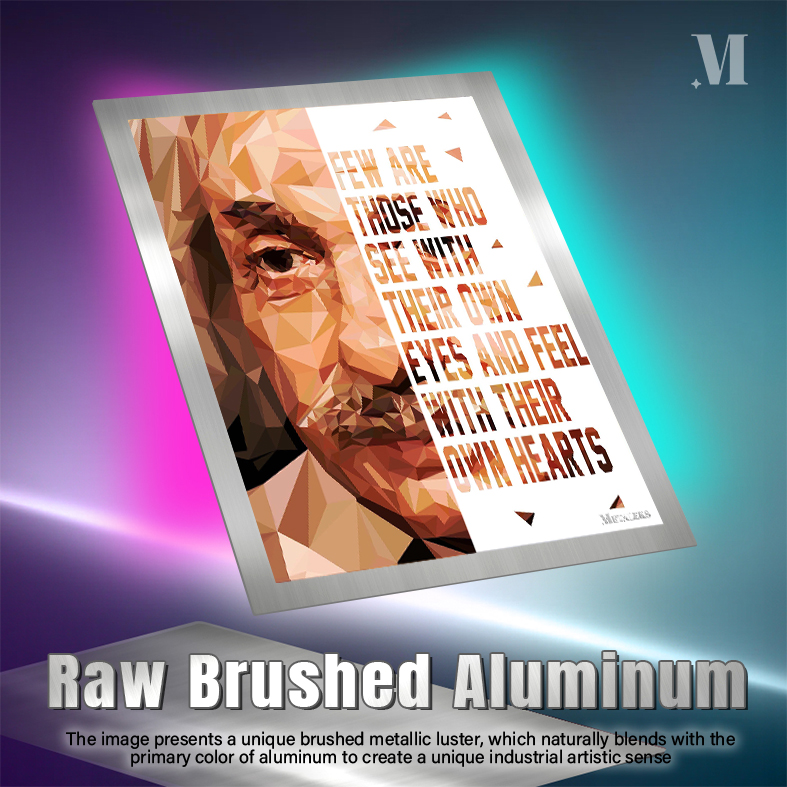 M
FEW ARE
THOSE WHO
SEE WITH
THEIR OWN
EYES AND FEEL
WITH THEIR
OWN HEARTS
Raw Brushed Aluminum
The image presents a unique brushed metallic luster, which naturally blends with the
primary color of aluminum to create a unique industrial artistic sense